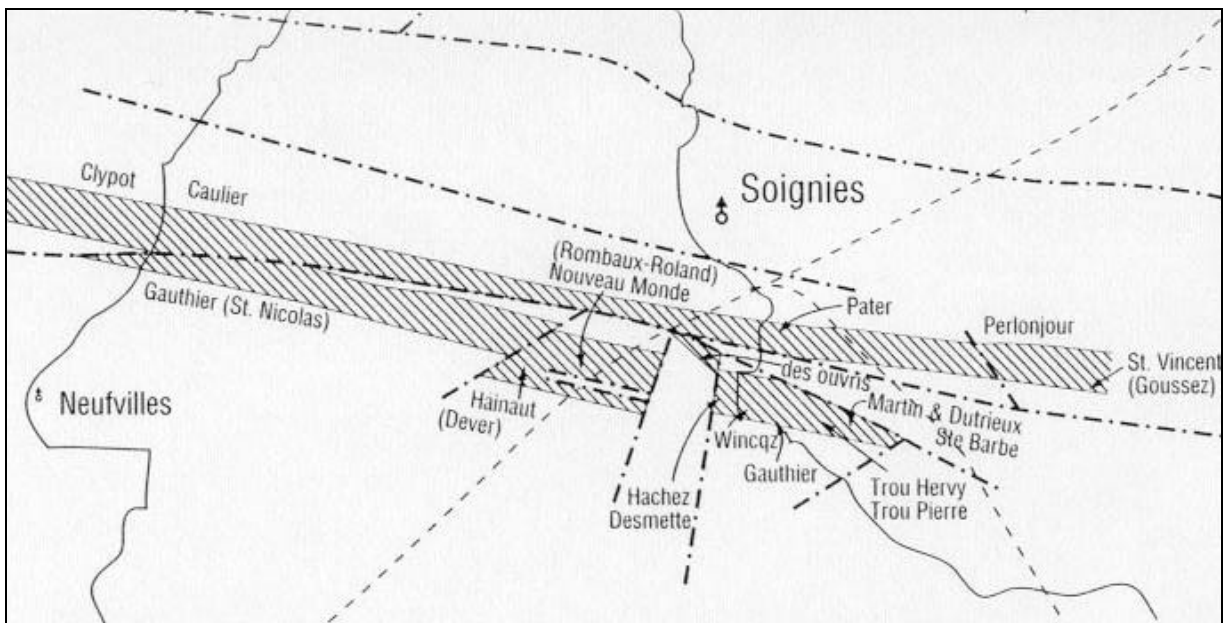 Soignies
Clypot
Caulier
(Rombaux-Roland)
Nouveau Monde
Gauthier (St. Nicolas)
Pater
Perlonjour
St. Vincent
(Goussez)
des ouvris
Neufvilles
Hainaut
(Dever)
Martin & Dutrieux
Ste Barbe
Wincqz
Gauthier
Hachez
Desmette
Trou Hervy
Trou Pierre